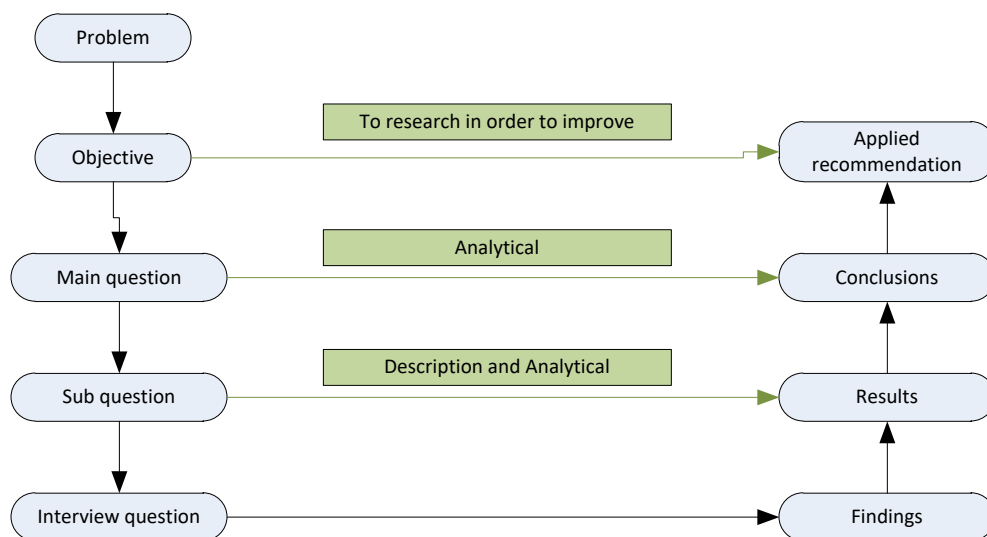 Problem
To research in order to improve
Objective
Applied
recommendation
Analytical
Main question
Conclusions
Description and Analytical
Sub question
Results
Interview question
Findings